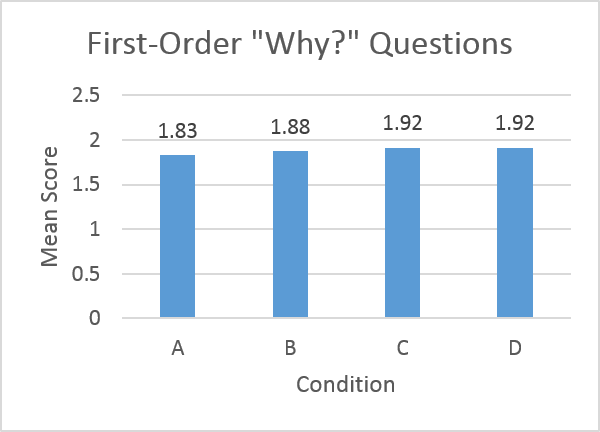 First-Order "Why?" Questions
2.5
2
1.5
1
0.5
0
Mean Score
1.83
1.88
1.92
1.92
A B C D
Condition